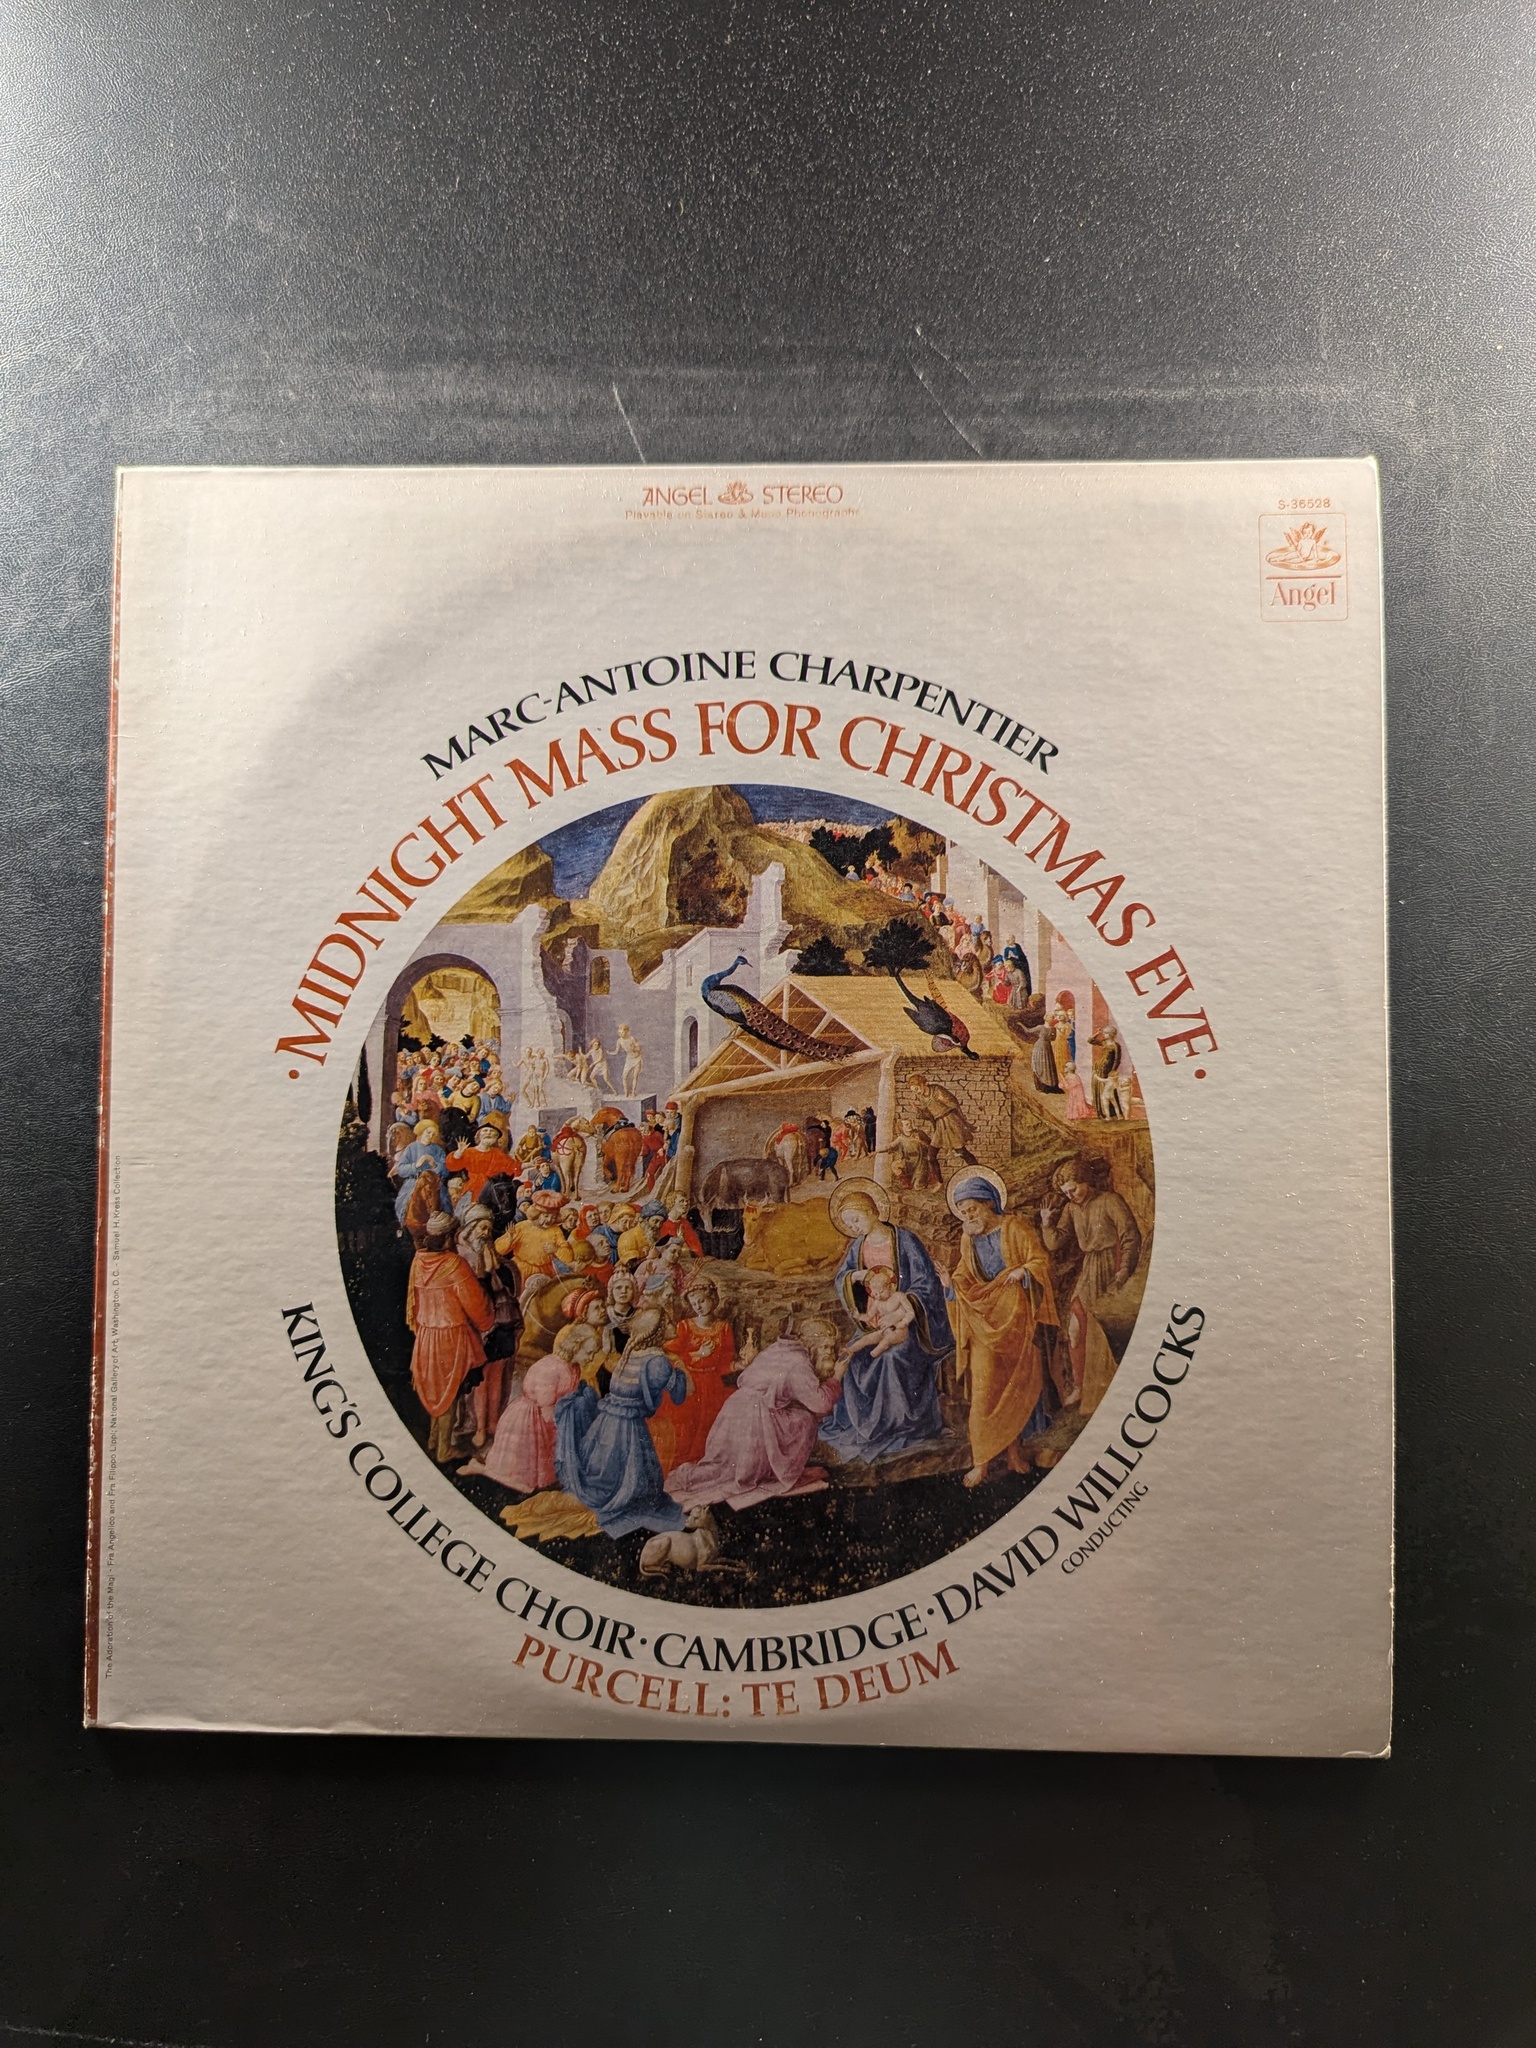 ANGEL STEREO
Playable on Stereo & Mono Phonographs
S-36528
Angel
MARC-ANTOINE CHARPENTIER
·MIDNIGHT MASS FOR CHRISTMAS EVE·
KING'S COLLEGE CHOIR·CAMBRIDGE·DAVID WILLCOCKS
CONDUCTING
PURCELL: TE DEUM
The Adoration of the Magi - Fra Angelico and Fra Filippo Lippi; National Gallery of Art, Washington, D.C. - Samuel H. Kress Collection